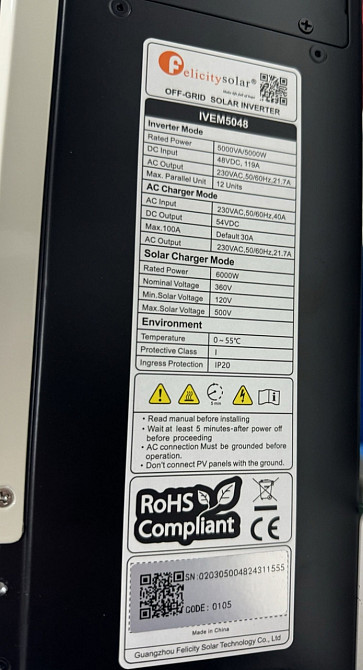 Felicitysolar®
OFF-GRID SOLAR INVERTER
IVEM5048
Inverter Mode
Rated Power 5000VA/5000W
DC Input 48VDC, 119A
AC Output 230VAC,50/60Hz,21.7A
Max. Parallel Unit 12 Units
AC Charger Mode
AC Input 230VAC,50/60Hz,40A
DC Output 54VDC
Max.100A Default 30A
AC Output 230VAC,50/60Hz,21.7A
Solar Charger Mode
Rated Power 6000W
Nominal Voltage 360V
Min.Solar Voltage 120V
Max.Solar Voltage 500V
Environment
Temperature 0~55℃
Protective Class I
Ingress Protection IP20
5 min
• Read manual before installing
• Wait at least 5 minutes-after power off
before proceeding
• AC connection Must be grounded before
operation.
• Don't connect PV panels with the ground.
RoHS
Compliant
CE
SN:020305004824311555
CODE: 0105
Made in China
Guangzhou Felicity Solar Technology Co., Ltd